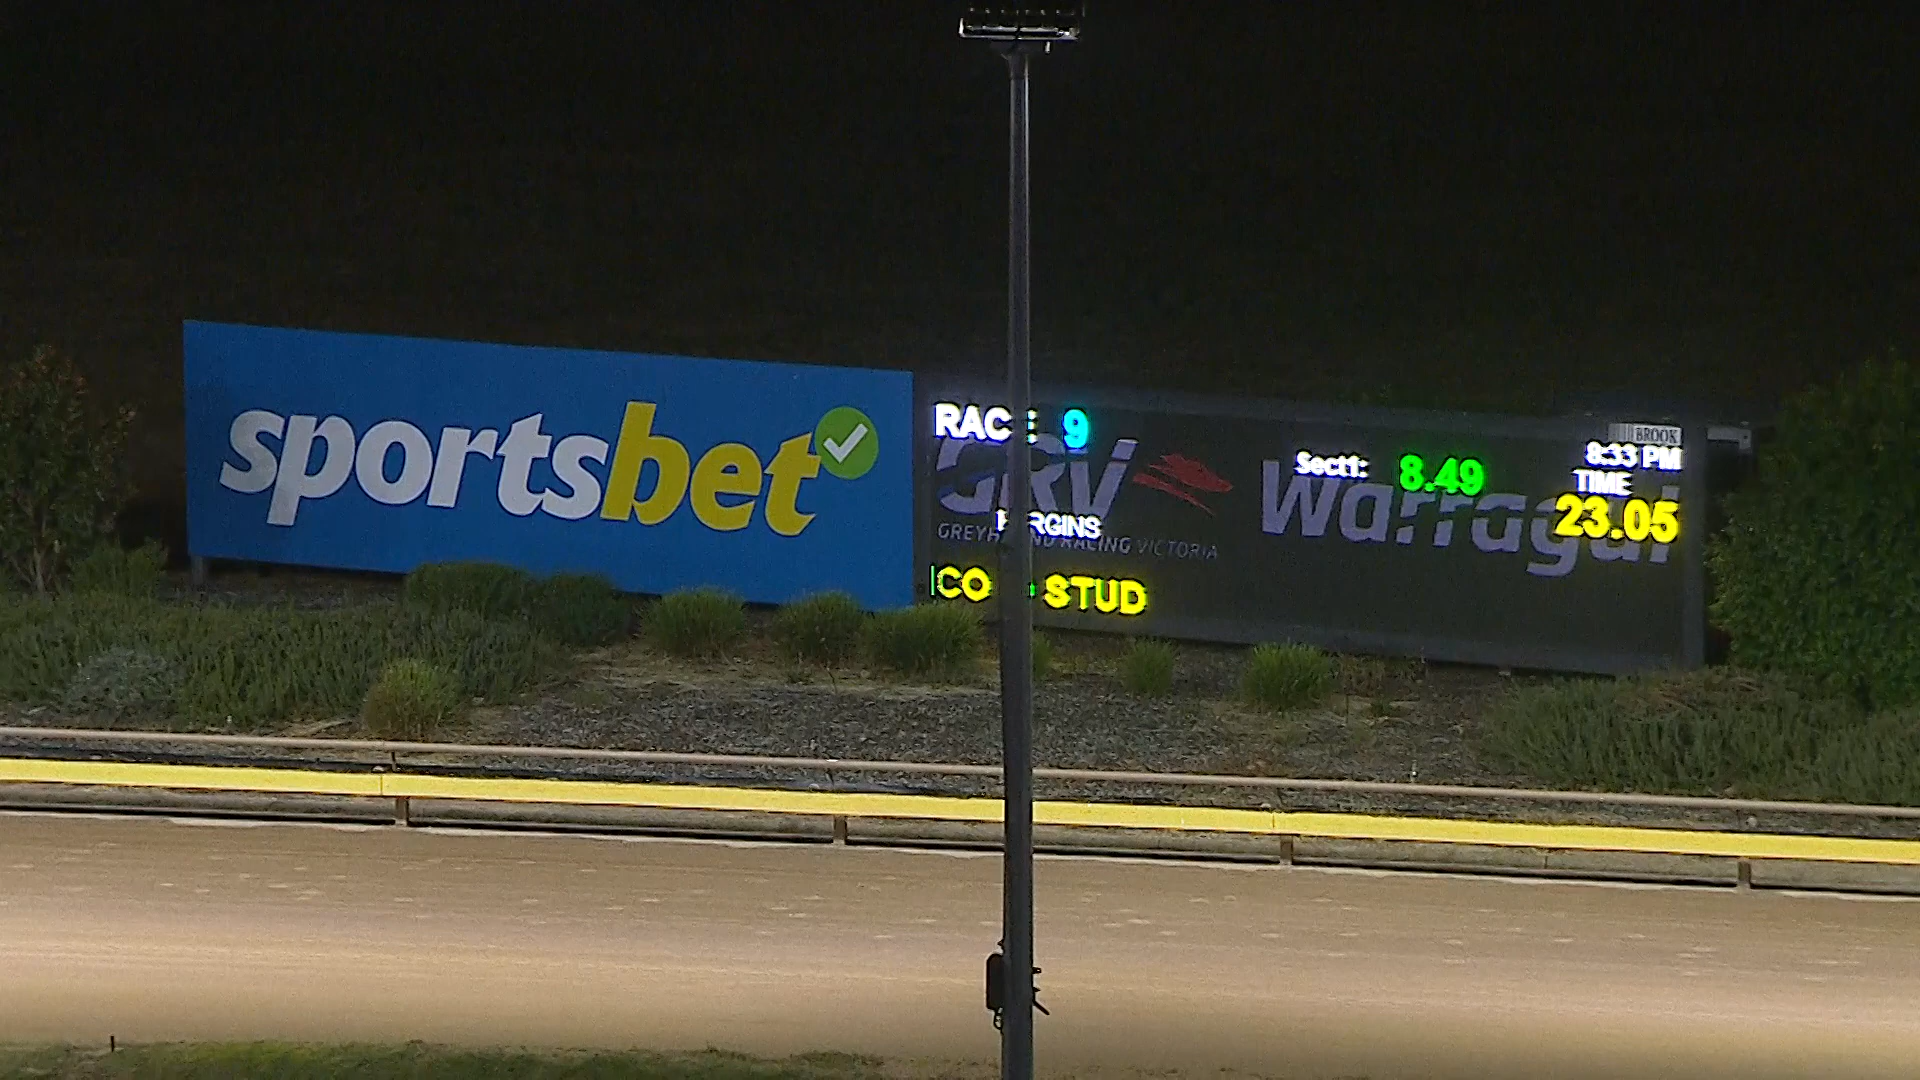 sportsbet
RACE 9
GRV
GREYHOUND RACING VICTORIA
Warragul
Sect1: 8.49
BROOK
8:33 PM
TIME
23.05
MARGINS
STUD